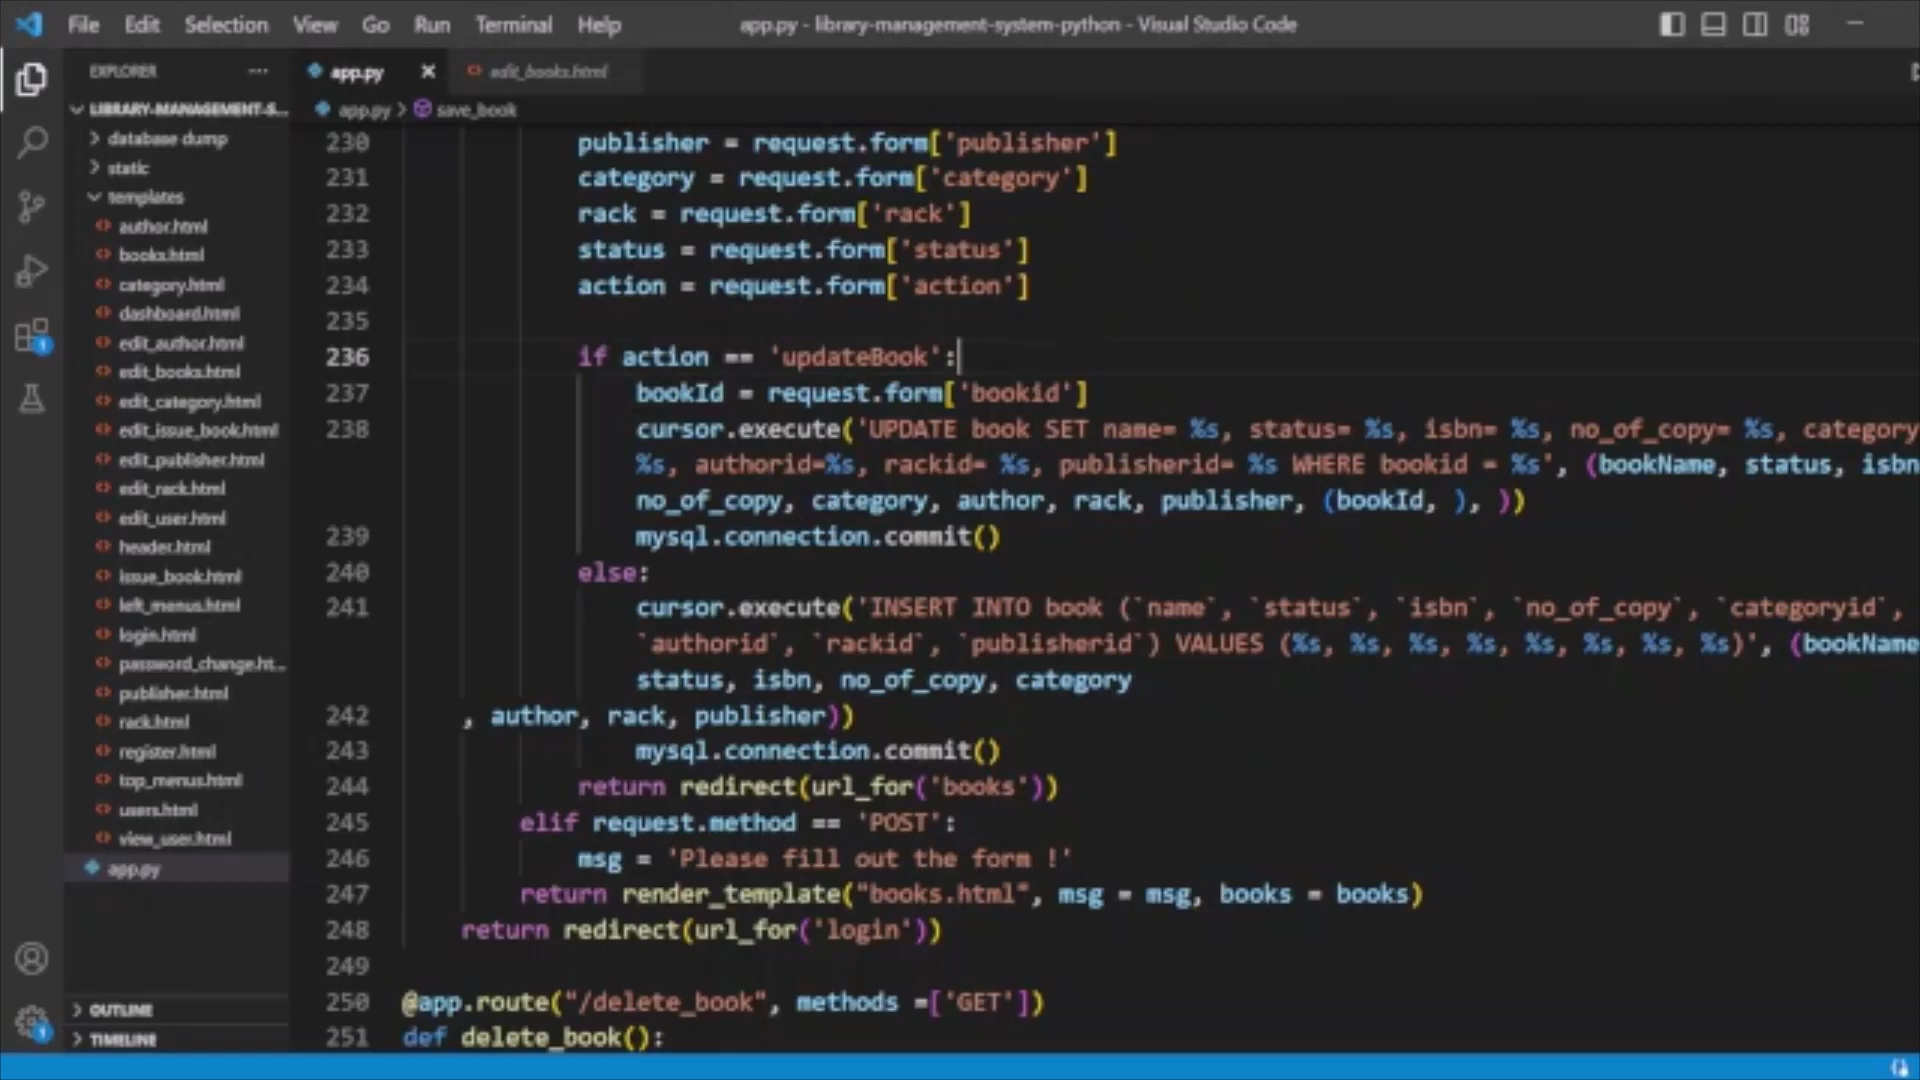 File Edit Selection View Go Run Terminal Help
app.py - library-management-system-python - Visual Studio Code
EXPLORER ...
LIBRARY-MANAGEMENT-S...
database dump
static
templates
author.html
books.html
category.html
dashboard.html
edit_author.html
edit_books.html
edit_category.html
edit_issue_book.html
edit_publisher.html
edit_rack.html
edit_user.html
header.html
issue_book.html
left_menus.html
login.html
password_change.ht...
publisher.html
rack.html
register.html
top_menus.html
users.html
view_user.html
app.py
OUTLINE
TIMELINE
app.py edit_books.html
app.py > save_book
230 publisher = request.form['publisher']
231 category = request.form['category']
232 rack = request.form['rack']
233 status = request.form['status']
234 action = request.form['action']
235
236 if action == 'updateBook':
237 bookId = request.form['bookid']
238 cursor.execute('UPDATE book SET name= %s, status= %s, isbn= %s, no_of_copy= %s, category
%s, authorid=%s, rackid= %s, publisherid= %s WHERE bookid = %s', (bookName, status, isbn
no_of_copy, category, author, rack, publisher, (bookId, ), ))
239 mysql.connection.commit()
240 else:
241 cursor.execute('INSERT INTO book (`name`, `status`, `isbn`, `no_of_copy`, `categoryid`,
`authorid`, `rackid`, `publisherid`) VALUES (%s, %s, %s, %s, %s, %s, %s, %s)', (bookName
status, isbn, no_of_copy, category
242 , author, rack, publisher))
243 mysql.connection.commit()
244 return redirect(url_for('books'))
245 elif request.method == 'POST':
246 msg = 'Please fill out the form !'
247 return render_template("books.html", msg = msg, books = books)
248 return redirect(url_for('login'))
249
250 @app.route("/delete_book", methods =['GET'])
251 def delete_book():